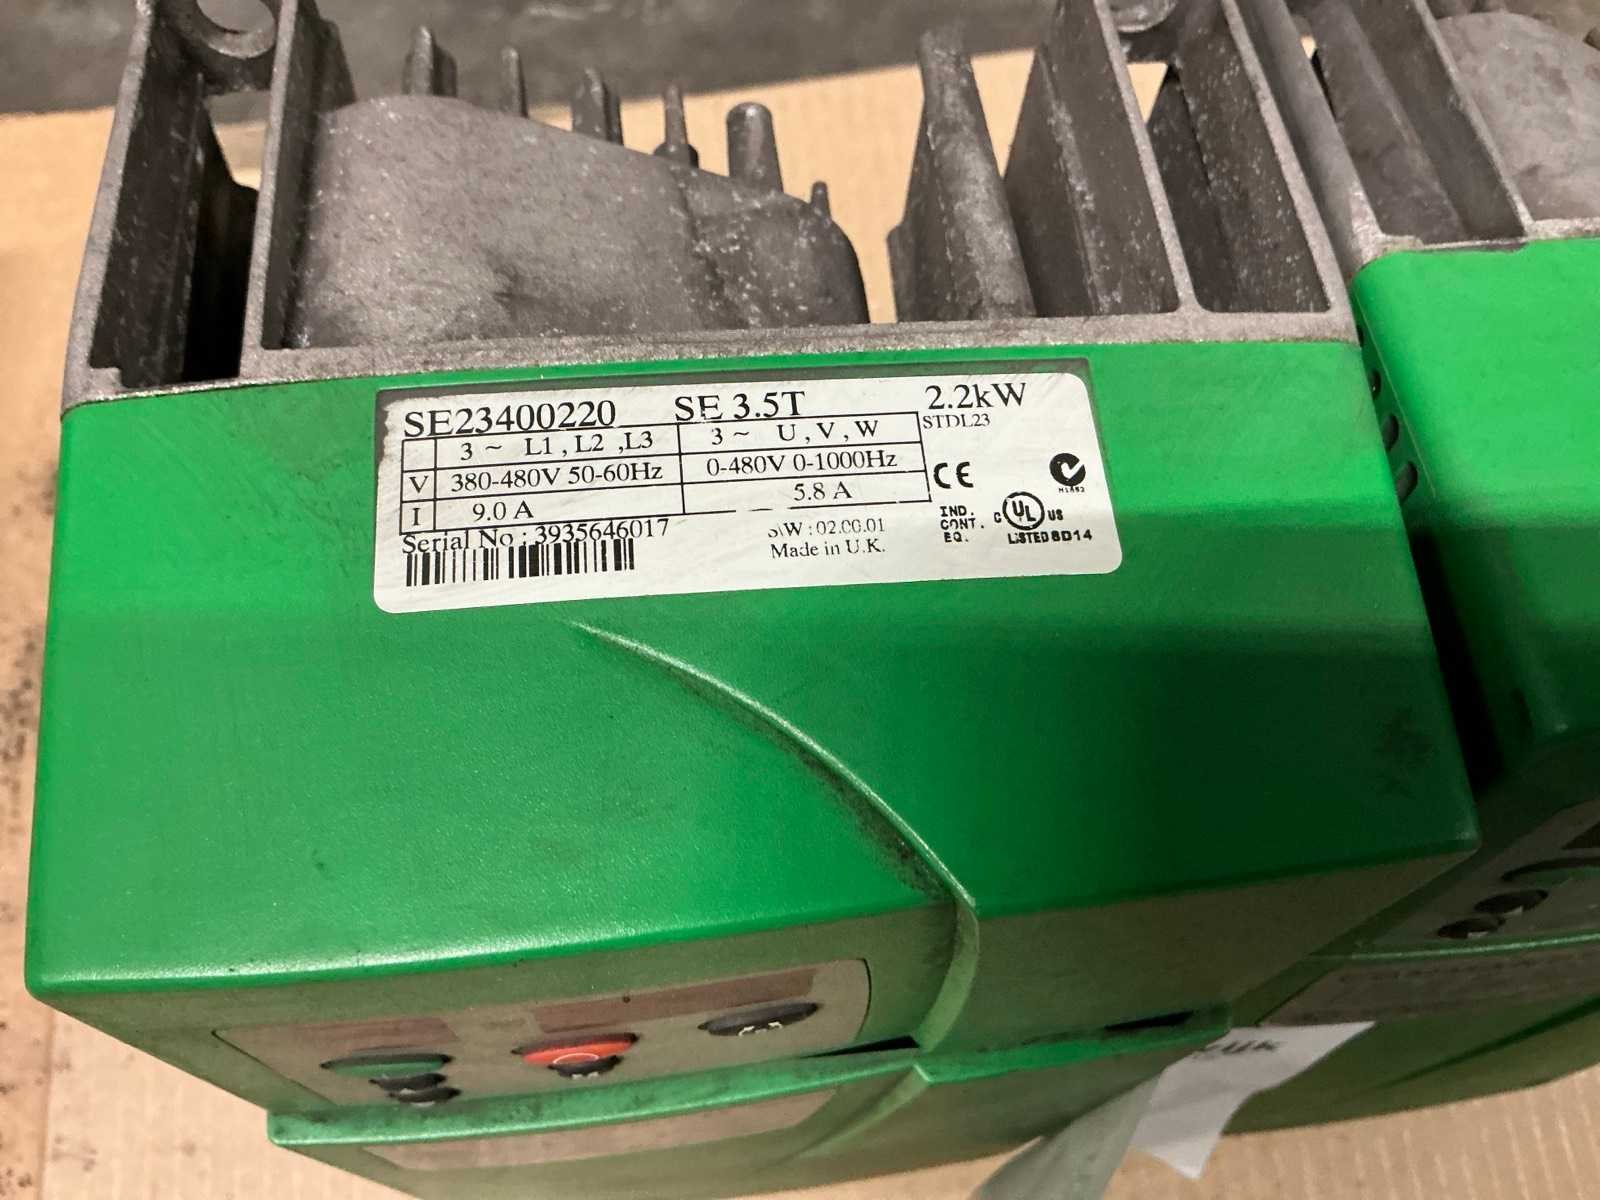 SE23400220 SE 3.5T 2.2kW
STDL23
3 ~ L1 , L2 ,L3 3 ~ U , V , W
V 380-480V 50-60Hz 0-480V 0-1000Hz
I 9.0 A 5.8 A
CE
N1492
Serial No : 3935646017
S\W : 02.00.01
Made in U.K.
IND.
CONT.
EQ.
C UL US
LISTED 8D14